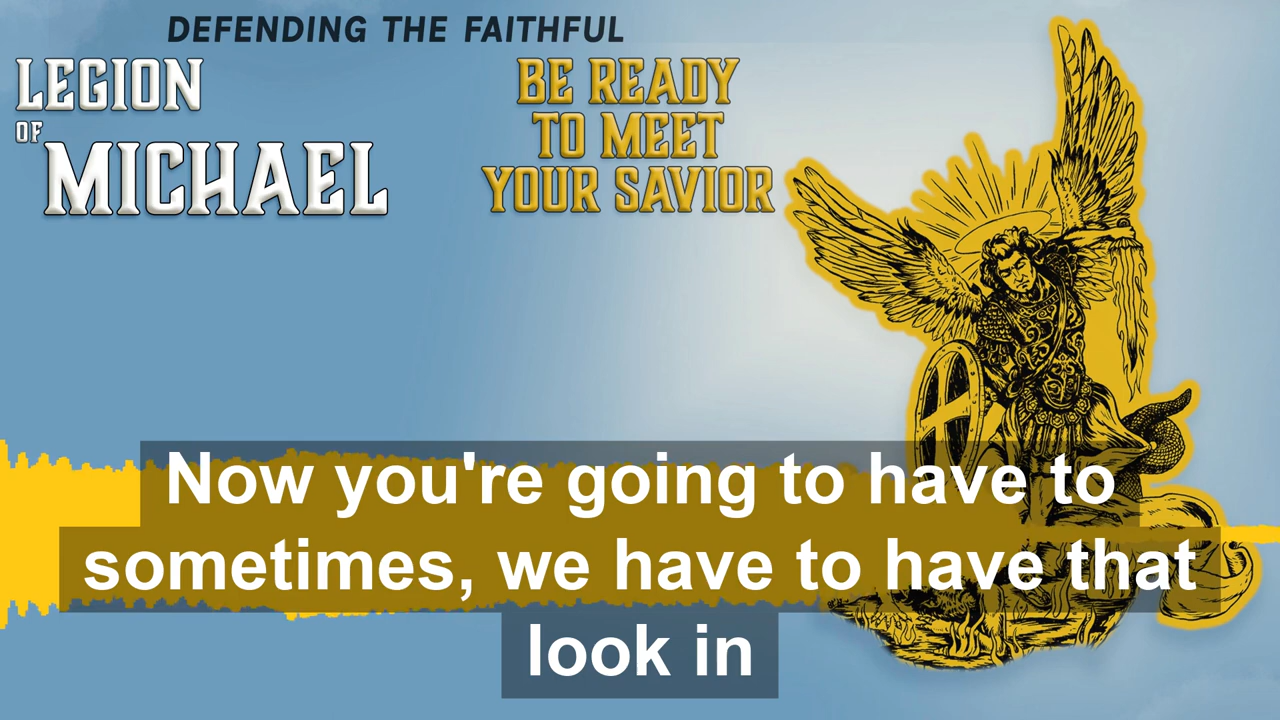 DEFENDING THE FAITHFUL
LEGION
OF
MICHAEL
BE READY
TO MEET
YOUR SAVIOR
Now you're going to have to
sometimes, we have to have that
look in